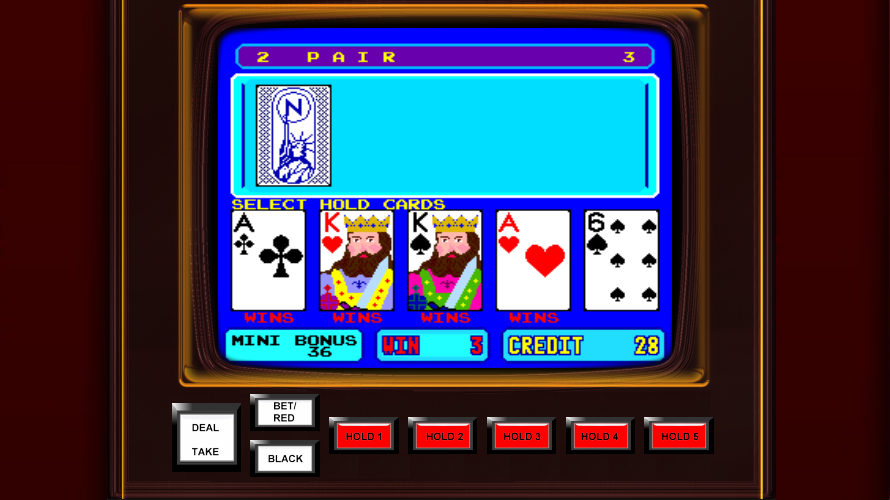 2 PAIR 3
N
SELECT HOLD CARDS
A K K A 6
WINS WINS WINS WINS
MINI BONUS
36
WIN 3
CREDIT 28
DEAL
TAKE
BET/
RED
BLACK
HOLD 1
HOLD 2
HOLD 3
HOLD 4
HOLD 5